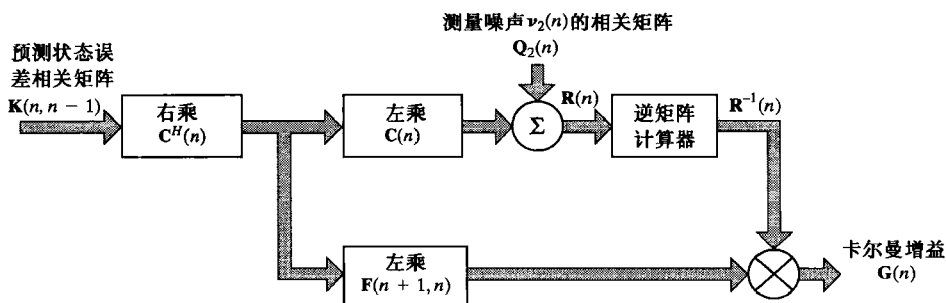 测量噪声ν₂(n)的相关矩阵
Q₂(n)
预测状态误
差相关矩阵
K(n, n − 1)
右乘
Cᴴ(n)
左乘
C(n)
Σ
R(n)
逆矩阵
计算器
R⁻¹(n)
左乘
F(n + 1, n)
卡尔曼增益
G(n)